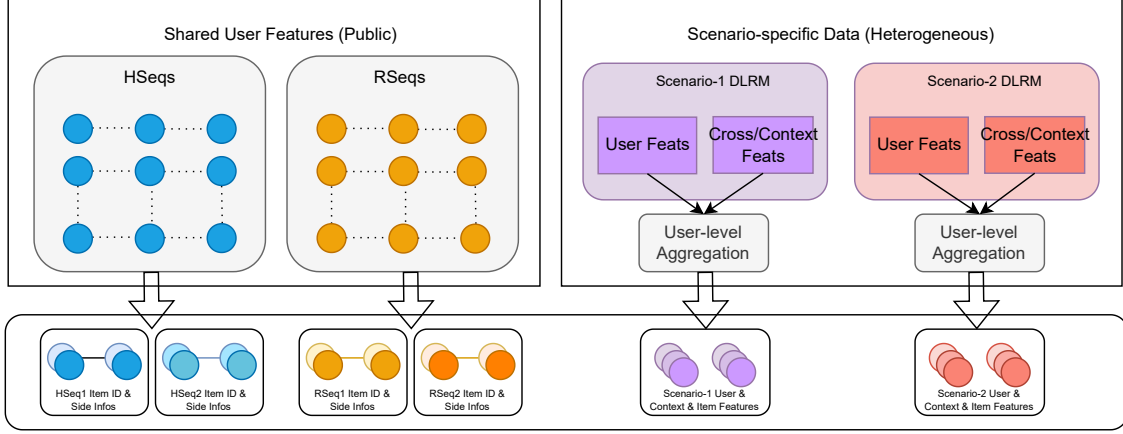 Shared User Features (Public)
Scenario-specific Data (Heterogeneous)
HSeqs
RSeqs
Scenario-1 DLRM
Scenario-2 DLRM
User Feats
Cross/Context
Feats
User Feats
Cross/Context
Feats
User-level
Aggregation
User-level
Aggregation
HSeq1 Item ID &
Side Infos
HSeq2 Item ID &
Side Infos
RSeq1 Item ID &
Side Infos
RSeq2 Item ID &
Side Infos
Scenario-1 User &
Context & Item Features
Scenario-2 User &
Context & Item Features